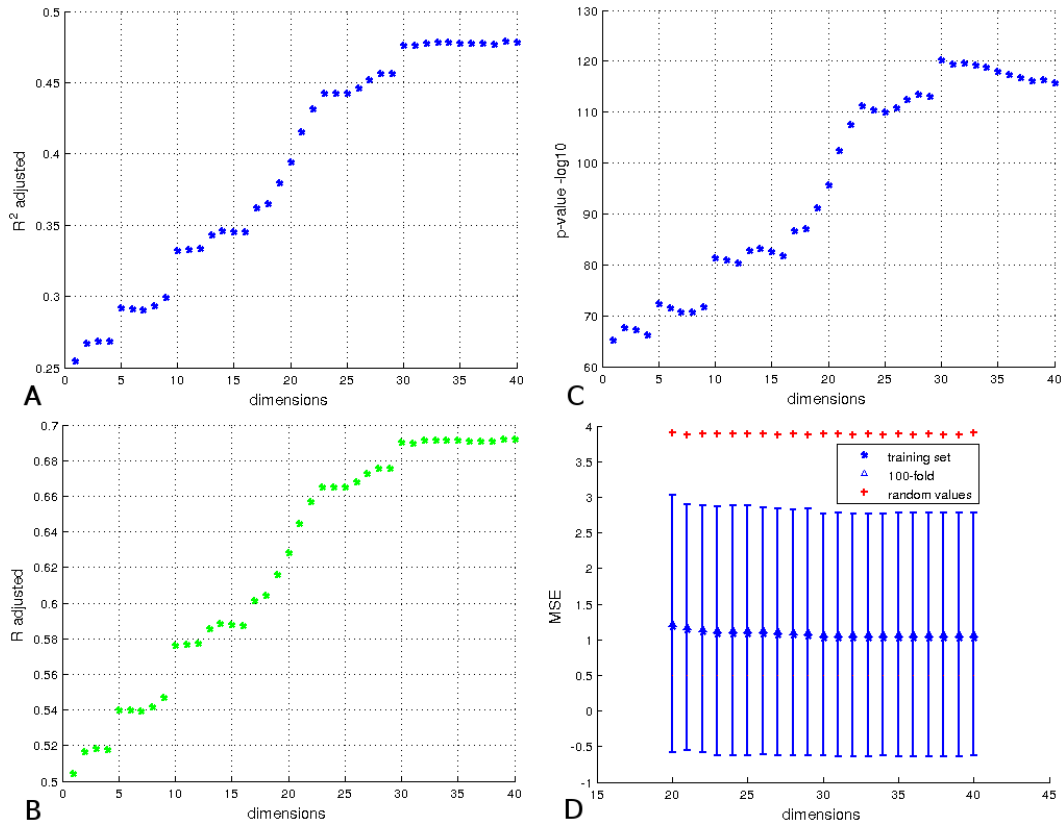 0.5
0.45
0.4
0.35
0.3
0.25
R² adjusted
0 5 10 15 20 25 30 35 40
dimensions
A
130
120
110
100
90
80
70
60
p-value -log10
0 5 10 15 20 25 30 35 40
dimensions
C
0.7
0.68
0.66
0.64
0.62
0.6
0.58
0.56
0.54
0.52
0.5
R adjusted
0 5 10 15 20 25 30 35 40
dimensions
B
4
3.5
3
2.5
2
1.5
1
0.5
0
-0.5
-1
MSE
training set
100-fold
random values
15 20 25 30 35 40 45
dimensions
D